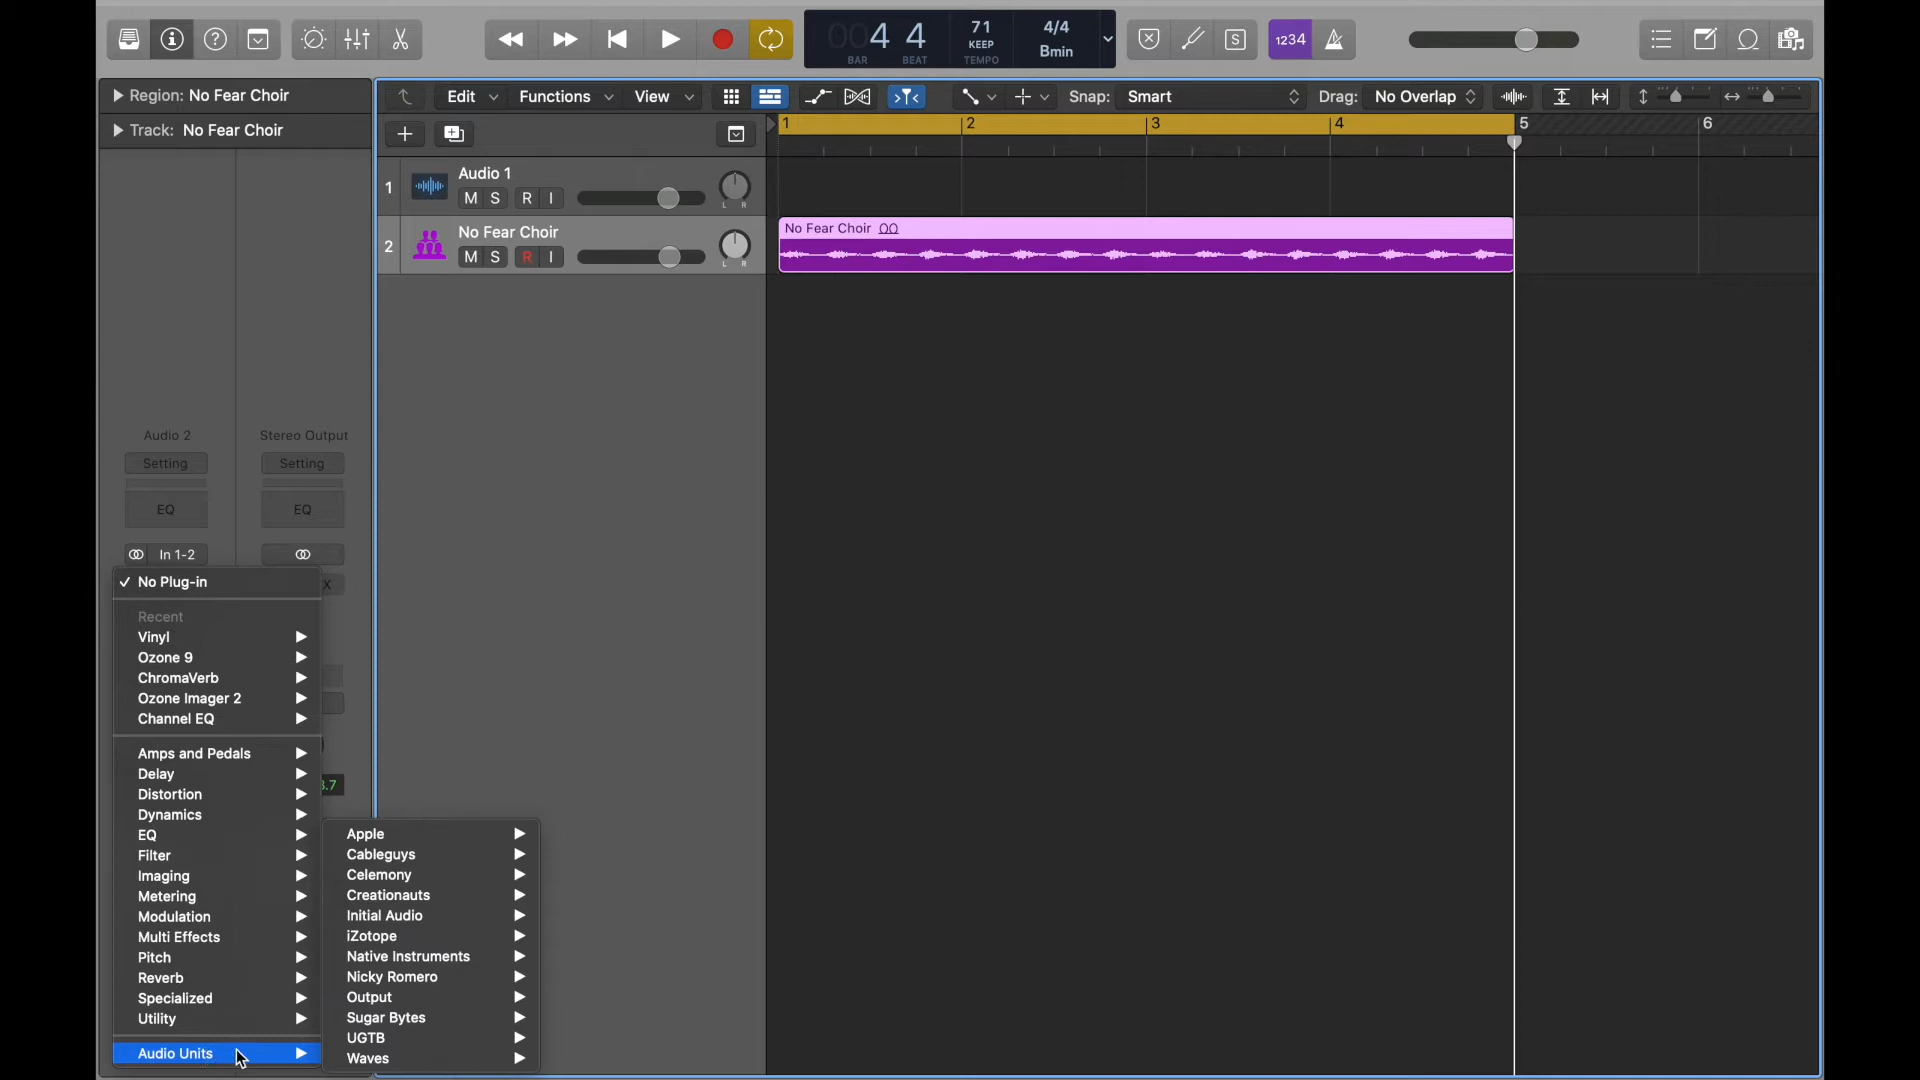 00 4 4
BAR BEAT
71
KEEP
TEMPO
4/4
Bmin
S
1234
Region: No Fear Choir
Track: No Fear Choir
Edit Functions View Snap: Smart Drag: No Overlap
1 2 3 4 5 6
1
Audio 1
M S R I
L R
2
No Fear Choir
M S R I
L R
No Fear Choir
Audio 2 Stereo Output
Setting Setting
EQ EQ
In 1-2
✓ No Plug-in
X
Recent
Vinyl
Ozone 9
ChromaVerb
Ozone Imager 2
Channel EQ
Amps and Pedals
Delay
3.7
Distortion
Dynamics
EQ
Filter
Imaging
Metering
Modulation
Multi Effects
Pitch
Reverb
Specialized
Utility
Audio Units
Apple
Cableguys
Celemony
Creationauts
Initial Audio
iZotope
Native Instruments
Nicky Romero
Output
Sugar Bytes
UGTB
Waves